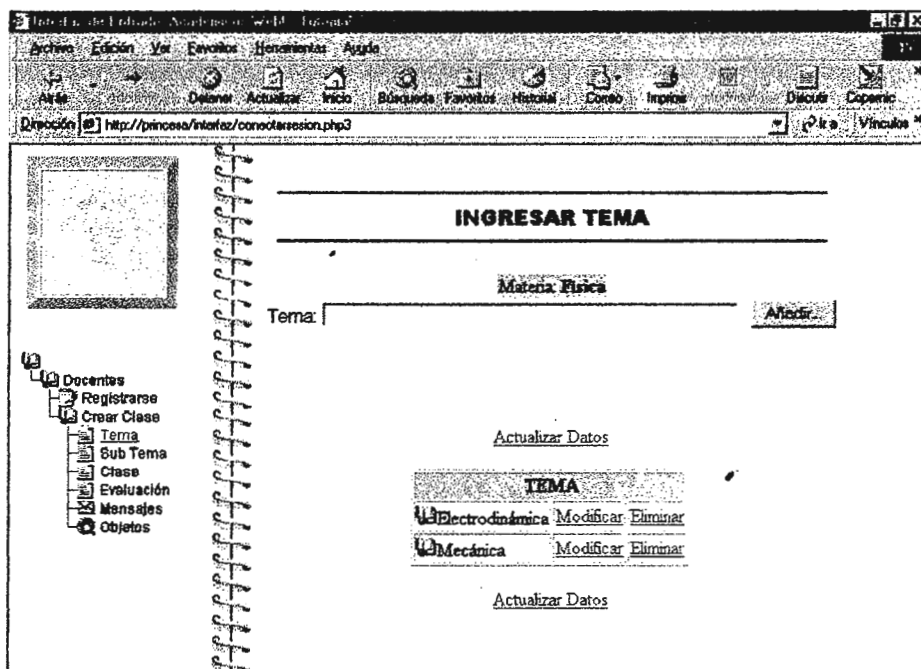 Archivo Edición Ver Favoritos Herramientas Ayuda
Atrás Detener Actualizar Inicio Búsqueda Favoritos Historial Correo Imprimir Discutir Copernic
Dirección http://princesa/interfaz/conectarsesion.php3 Ir a Vínculos
INGRESAR TEMA
Materia: Física
Tema: Añadir...
Docentes
Registrarse
Crear Clase
Tema
Sub Tema
Clase
Evaluación
Mensajes
Objetos
Actualizar Datos
TEMA
Electrodinámica Modificar Eliminar
Mecánica Modificar Eliminar
Actualizar Datos